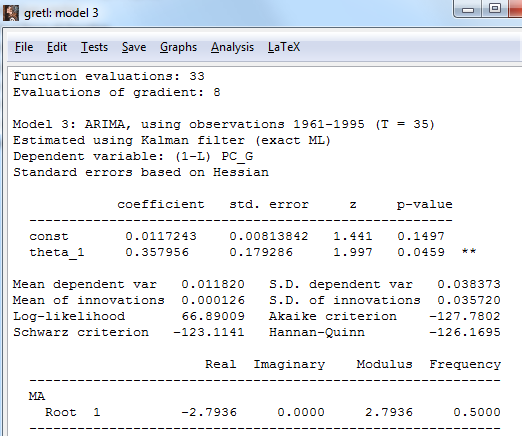 gretl: model 3
File Edit Tests Save Graphs Analysis LaTeX
Function evaluations: 33
Evaluations of gradient: 8
Model 3: ARIMA, using observations 1961-1995 (T = 35)
Estimated using Kalman filter (exact ML)
Dependent variable: (1-L) PC_G
Standard errors based on Hessian
coefficient std. error z p-value
const 0.0117243 0.00813842 1.441 0.1497
theta_1 0.357956 0.179286 1.997 0.0459 **
Mean dependent var 0.011820 S.D. dependent var 0.038373
Mean of innovations 0.000126 S.D. of innovations 0.035720
Log-likelihood 66.89009 Akaike criterion -127.7802
Schwarz criterion -123.1141 Hannan-Quinn -126.1695
Real Imaginary Modulus Frequency
MA
Root 1 -2.7936 0.0000 2.7936 0.5000